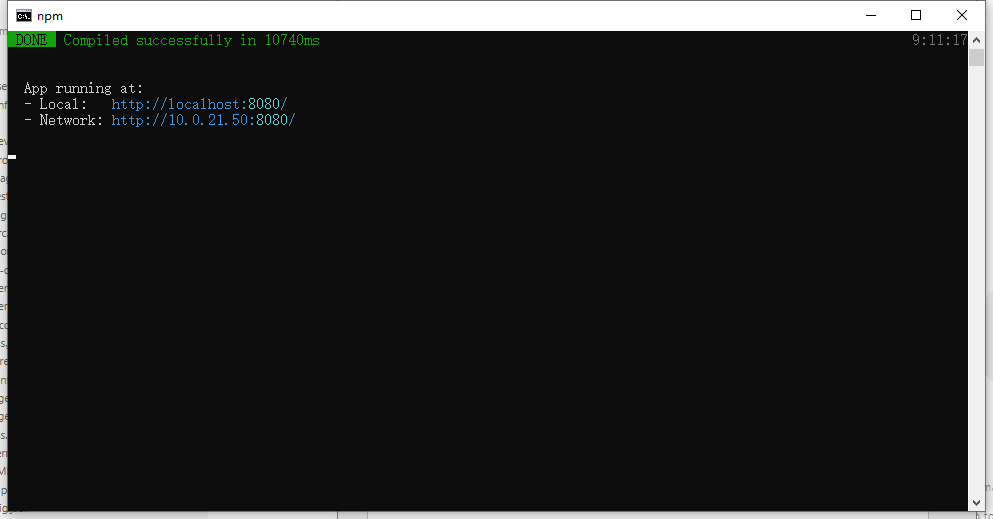 npm
DONE Compiled successfully in 10740ms 9:11:17
App running at:
- Local: http://localhost:8080/
- Network: http://10.0.21.50:8080/